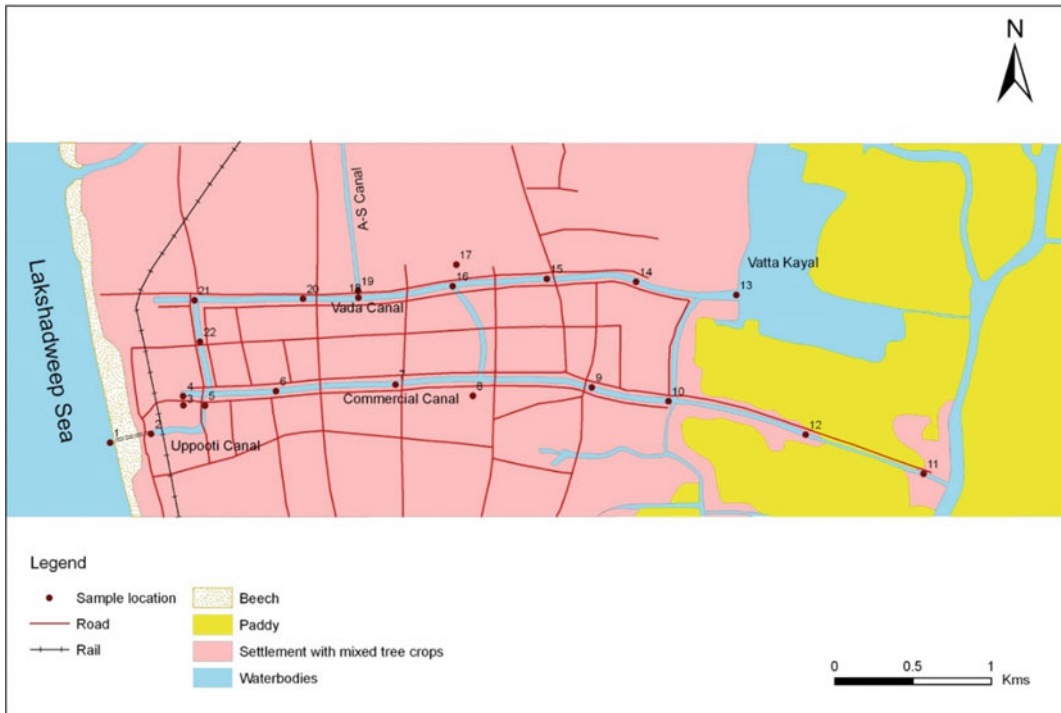 N
A-S Canal
17
Vatta Kayal
19
16
15
14
13
18
20
21
Vada Canal
22
Lakshadweep Sea
4
3
5
6
7
8
9
10
Commercial Canal
1
2
Uppooti Canal
12
11
Legend
Sample location
Road
Rail
Beech
Paddy
Settlement with mixed tree crops
Waterbodies
0 0.5 1
Kms